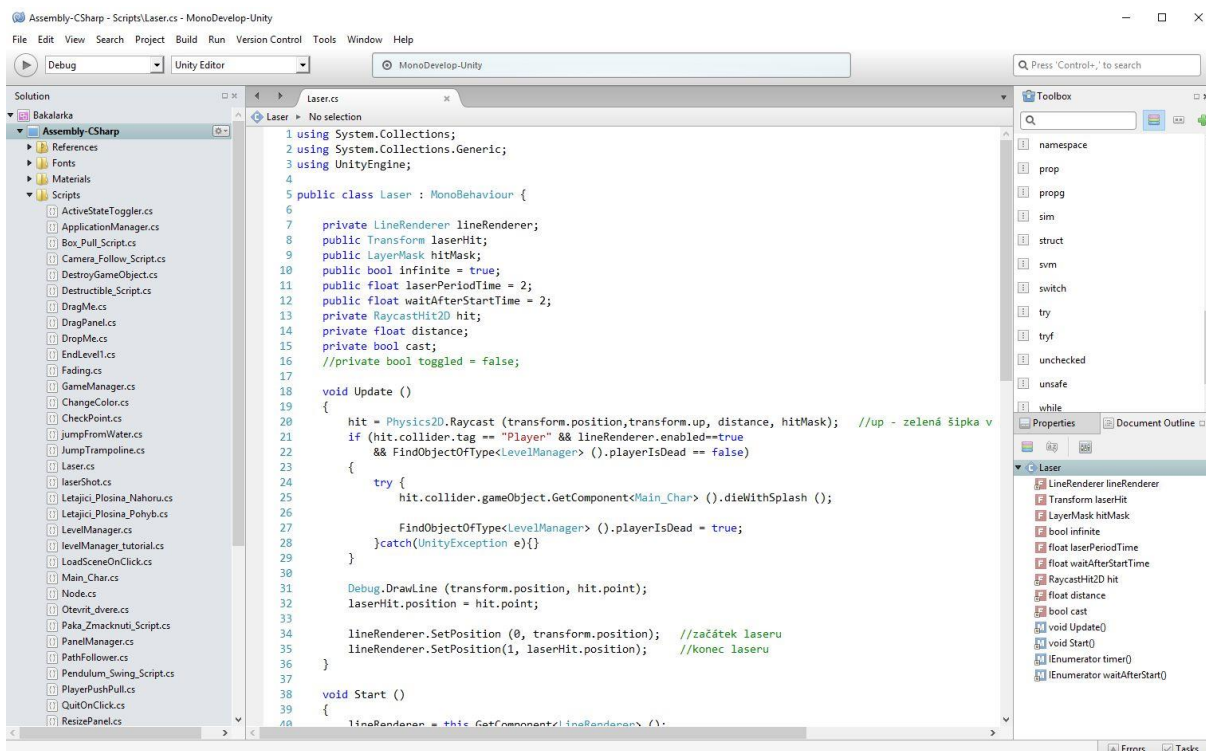 Assembly-CSharp - Scripts\Laser.cs - MonoDevelop-Unity
File Edit View Search Project Build Run Version Control Tools Window Help
Debug Unity Editor MonoDevelop-Unity Press 'Control+,' to search
Solution
Bakalarka
Assembly-CSharp
References
Fonts
Materials
Scripts
ActiveStateToggler.cs
ApplicationManager.cs
Box_Pull_Script.cs
Camera_Follow_Script.cs
DestroyGameObject.cs
Destructible_Script.cs
DragMe.cs
DragPanel.cs
DropMe.cs
EndLevel1.cs
Fading.cs
GameManager.cs
ChangeColor.cs
CheckPoint.cs
jumpFromWater.cs
JumpTrampoline.cs
Laser.cs
laserShot.cs
Letajici_Plosina_Nahoru.cs
Letajici_Plosina_Pohyb.cs
LevelManager.cs
levelManager_tutorial.cs
LoadSceneOnClick.cs
Main_Char.cs
Node.cs
Otevrit_dvere.cs
Paka_Zmacknuti_Script.cs
PanelManager.cs
PathFollower.cs
Pendulum_Swing_Script.cs
PlayerPushPull.cs
QuitOnClick.cs
ResizePanel.cs
Laser.cs
Laser No selection
1 using System.Collections;
2 using System.Collections.Generic;
3 using UnityEngine;
4
5 public class Laser : MonoBehaviour {
6
7 private LineRenderer lineRenderer;
8 public Transform laserHit;
9 public LayerMask hitMask;
10 public bool infinite = true;
11 public float laserPeriodTime = 2;
12 public float waitAfterStartTime = 2;
13 private RaycastHit2D hit;
14 private float distance;
15 private bool cast;
16 //private bool toggled = false;
17
18 void Update ()
19 {
20 hit = Physics2D.Raycast (transform.position,transform.up, distance, hitMask); //up - zelená šipka v
21 if (hit.collider.tag == "Player" && lineRenderer.enabled==true
22 && FindObjectOfType<LevelManager> ().playerIsDead == false)
23 {
24 try {
25 hit.collider.gameObject.GetComponent<Main_Char> ().dieWithSplash ();
26
27 FindObjectOfType<LevelManager> ().playerIsDead = true;
28 }catch(UnityException e){}
29 }
30
31 Debug.DrawLine (transform.position, hit.point);
32 laserHit.position = hit.point;
33
34 lineRenderer.SetPosition (0, transform.position); //začátek laseru
35 lineRenderer.SetPosition(1, laserHit.position); //konec laseru
36 }
37
38 void Start ()
39 {
40 lineRenderer = this.GetComponent<LineRenderer> ();
Toolbox
namespace
prop
propg
sim
struct
svm
switch
try
tryf
unchecked
unsafe
while
Properties Document Outline
Laser
LineRenderer lineRenderer
Transform laserHit
LayerMask hitMask
bool infinite
float laserPeriodTime
float waitAfterStartTime
RaycastHit2D hit
float distance
bool cast
void Update()
void Start()
IEnumerator timer()
IEnumerator waitAfterStart()
Errors Tasks